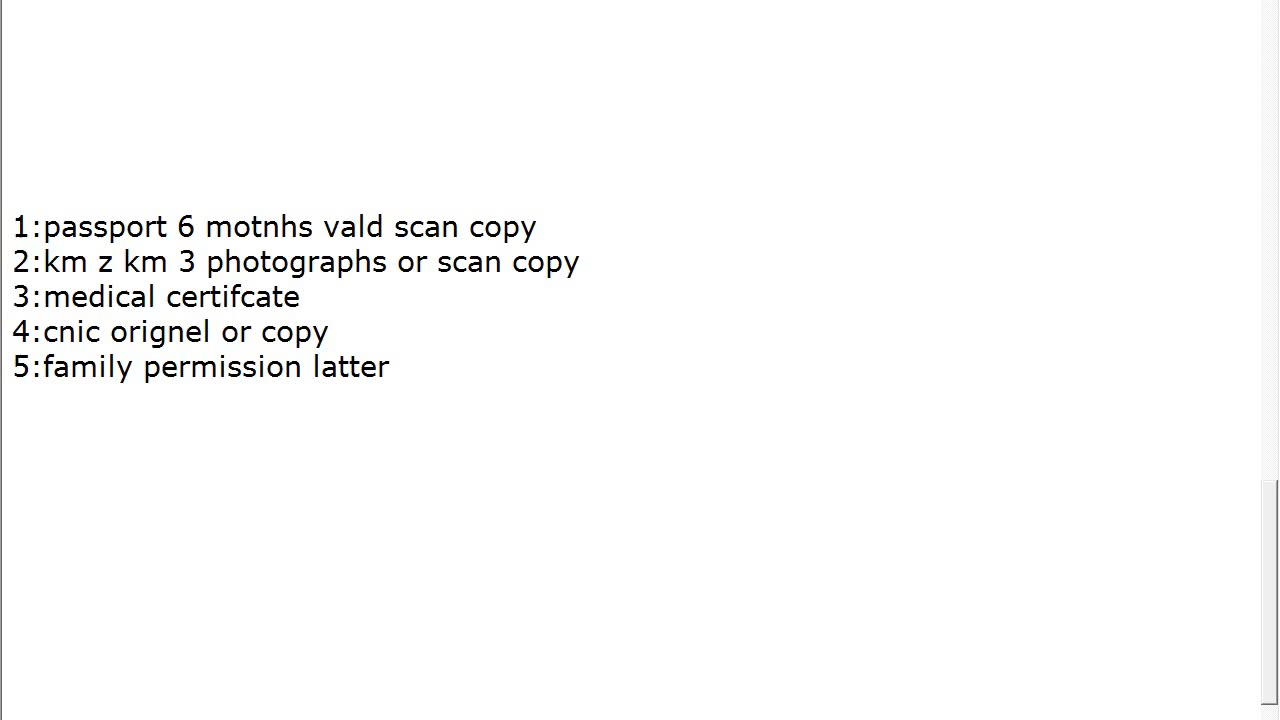 1:passport 6 motnhs vald scan copy
2:km z km 3 photographs or scan copy
3:medical certifcate
4:cnic orignel or copy
5:family permission latter